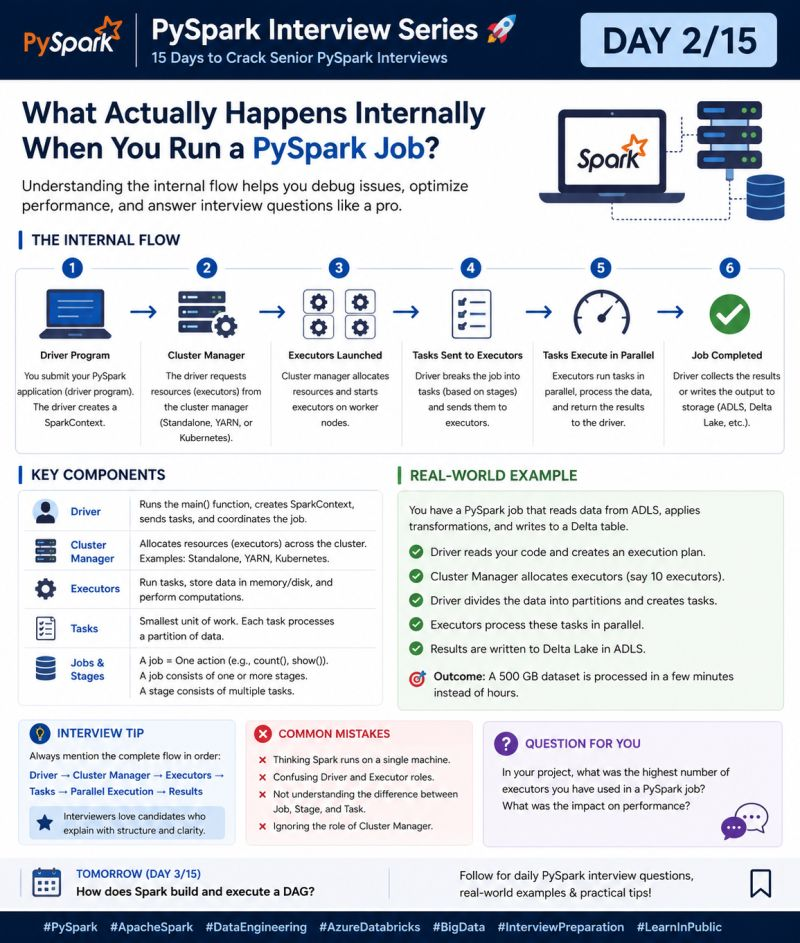 PySpark
PySpark Interview Series 🚀
15 Days to Crack Senior PySpark Interviews
DAY 2/15
What Actually Happens Internally
When You Run a PySpark Job?
Understanding the internal flow helps you debug issues, optimize
performance, and answer interview questions like a pro.
Spark
THE INTERNAL FLOW
1
Driver Program
You submit your PySpark
application (driver program).
The driver creates a
SparkContext.
2
Cluster Manager
The driver requests
resources (executors) from
the cluster manager
(Standalone, YARN, or
Kubernetes).
3
Executors Launched
Cluster manager allocates
resources and starts
executors on worker
nodes.
4
Tasks Sent to Executors
Driver breaks the job into
tasks (based on stages)
and sends them to
executors.
5
Tasks Execute in Parallel
Executors run tasks in
parallel, process the data,
and return the results
to the driver.
6
Job Completed
Driver collects the results
or writes the output to
storage (ADLS, Delta
Lake, etc.).
KEY COMPONENTS
Driver
Runs the main() function, creates SparkContext,
sends tasks, and coordinates the job.
Cluster
Manager
Allocates resources (executors) across the cluster.
Examples: Standalone, YARN, Kubernetes.
Executors
Run tasks, store data in memory/disk, and
perform computations.
Tasks
Smallest unit of work. Each task processes
a partition of data.
Jobs &
Stages
A job = One action (e.g., count(), show()).
A job consists of one or more stages.
A stage consists of multiple tasks.
REAL-WORLD EXAMPLE
You have a PySpark job that reads data from ADLS, applies
transformations, and writes to a Delta table.
Driver reads your code and creates an execution plan.
Cluster Manager allocates executors (say 10 executors).
Driver divides the data into partitions and creates tasks.
Executors process these tasks in parallel.
Results are written to Delta Lake in ADLS.
Outcome: A 500 GB dataset is processed in a few minutes
instead of hours.
INTERVIEW TIP
Always mention the complete flow in order:
Driver → Cluster Manager → Executors →
Tasks → Parallel Execution → Results
Interviewers love candidates who
explain with structure and clarity.
COMMON MISTAKES
Thinking Spark runs on a single machine.
Confusing Driver and Executor roles.
Not understanding the difference between
Job, Stage, and Task.
Ignoring the role of Cluster Manager.
?
QUESTION FOR YOU
In your project, what was the highest number of
executors you have used in a PySpark job?
What was the impact on performance?
TOMORROW (DAY 3/15)
How does Spark build and execute a DAG?
Follow for daily PySpark interview questions,
real-world examples & practical tips!
#PySpark #ApacheSpark #DataEngineering #AzureDatabricks #BigData #InterviewPreparation #LearnInPublic